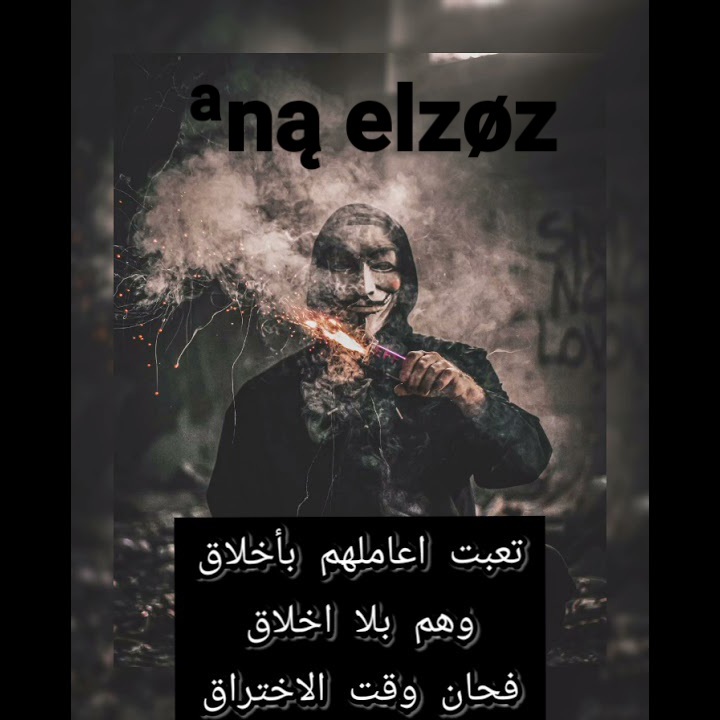 ªną elzøz
تعبت اعاملهم بأخلاق
وهم بلا اخلاق
فحان وقت الاختراق